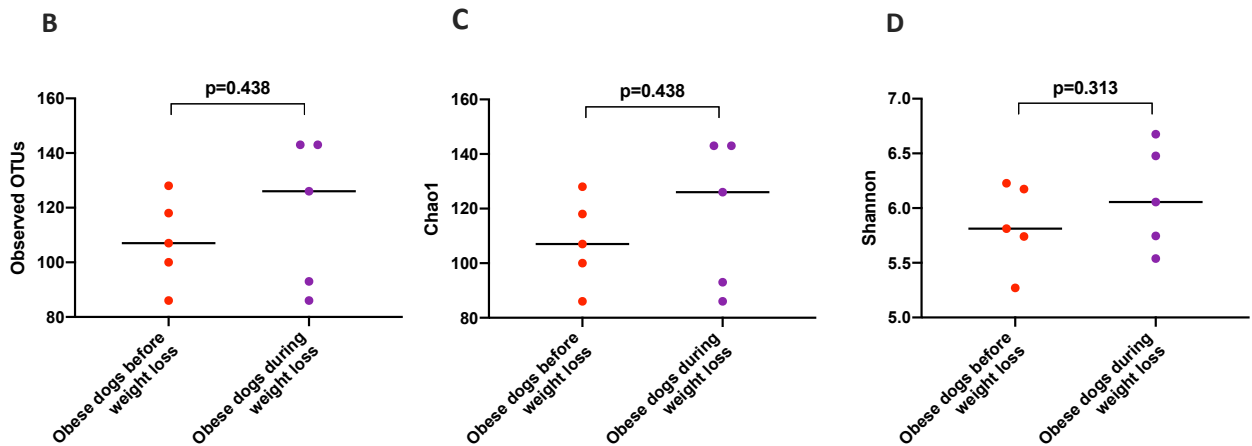 B
p=0.438
160
140
120
100
80
Observed OTUs
Obese dogs before
weight loss
Obese dogs during
weight loss
C
p=0.438
160
140
120
100
80
Chao1
Obese dogs before
weight loss
Obese dogs during
weight loss
D
p=0.313
7.0
6.5
6.0
5.5
5.0
Shannon
Obese dogs before
weight loss
Obese dogs during
weight loss